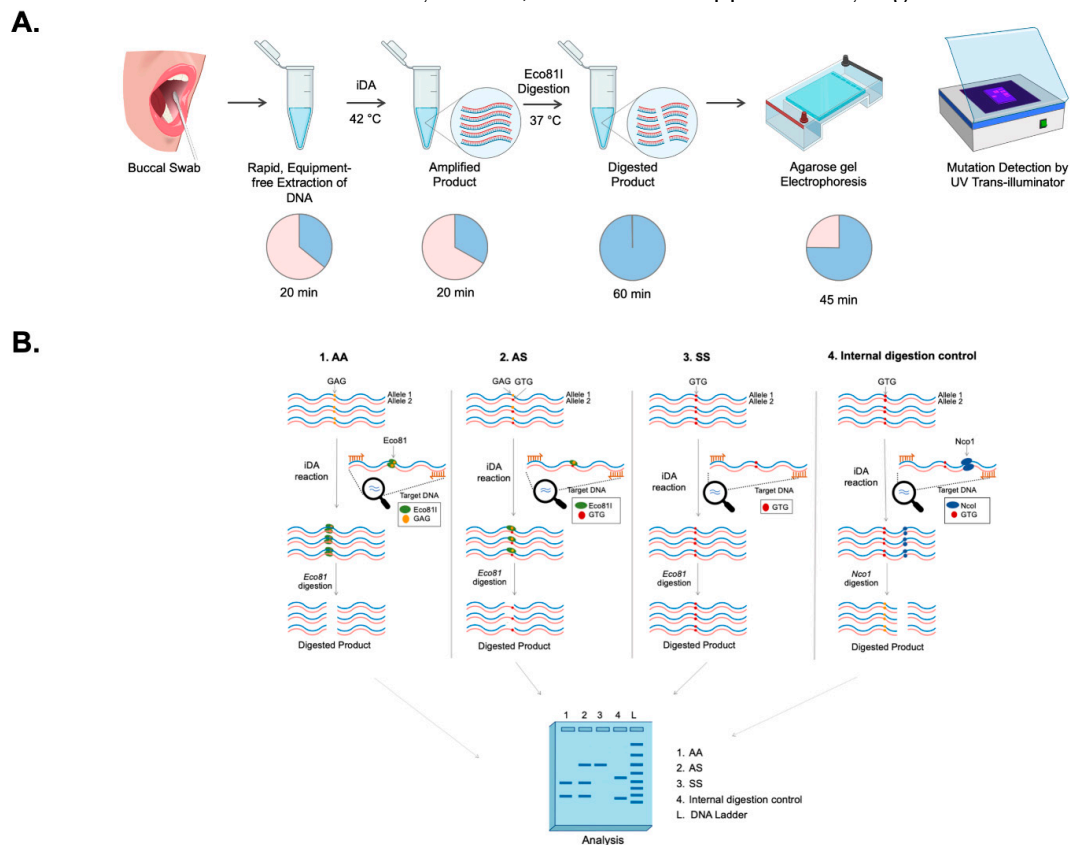 A.
iDA
42 °C
Eco81I
Digestion
37 °C
Buccal Swab
Rapid, Equipment-
free Extraction of
DNA
Amplified
Product
Digested
Product
Agarose gel
Electrophoresis
Mutation Detection by
UV Trans-illuminator
20 min
20 min
60 min
45 min
B.
1. AA
GAG
Allele 1
Allele 2
Eco81
iDA
reaction
Target DNA
Eco81I
GAG
Eco81
digestion
Digested Product
2. AS
GAG GTG
Allele 1
Allele 2
iDA
reaction
Target DNA
Eco81I
GTG
Eco81
digestion
Digested Product
3. SS
GTG
Allele 1
Allele 2
iDA
reaction
Target DNA
GTG
Eco81
digestion
Digested Product
4. Internal digestion control
GTG
Allele 1
Allele 2
Nco1
iDA
reaction
Target DNA
NcoI
GTG
Nco1
digestion
Digested Product
1 2 3 4 L
1. AA
2. AS
3. SS
4. Internal digestion control
L. DNA Ladder
Analysis